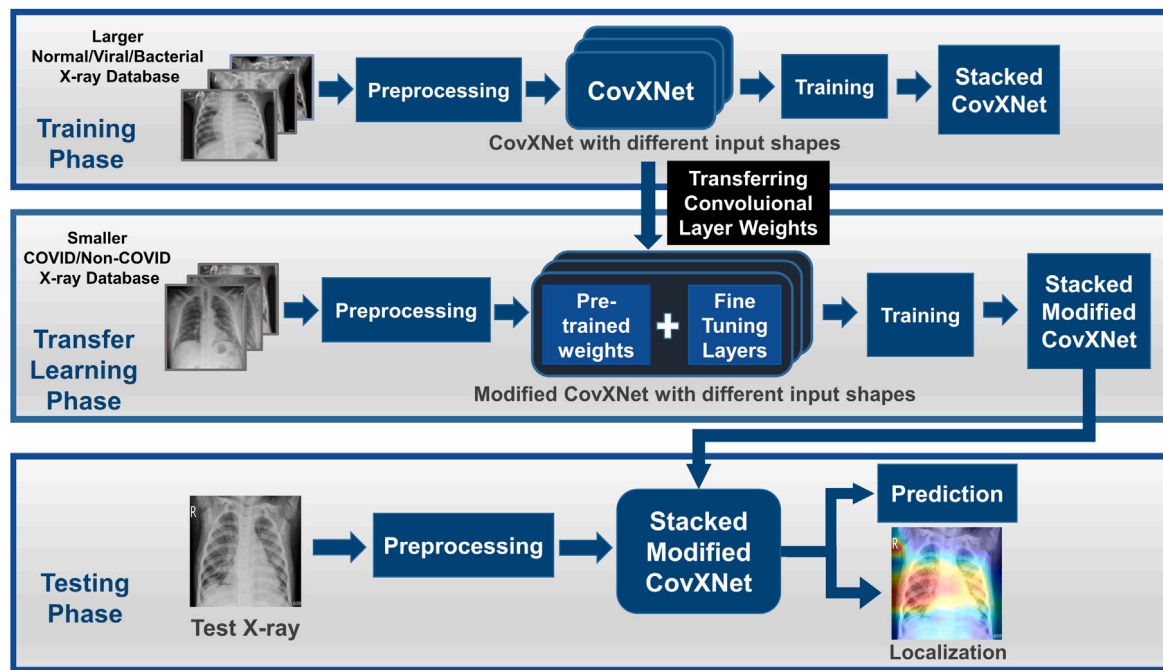 Larger
Normal/Viral/Bacterial
X-ray Database
Training
Phase
Preprocessing
CovXNet
CovXNet with different input shapes
Training
Stacked
CovXNet
Transferring
Convoluional
Layer Weights
Smaller
COVID/Non-COVID
X-ray Database
Transfer
Learning
Phase
Preprocessing
Pre-
trained
weights
+
Fine
Tuning
Layers
Modified CovXNet with different input shapes
Training
Stacked
Modified
CovXNet
Testing
Phase
R
Test X-ray
Preprocessing
Stacked
Modified
CovXNet
Prediction
R
Localization